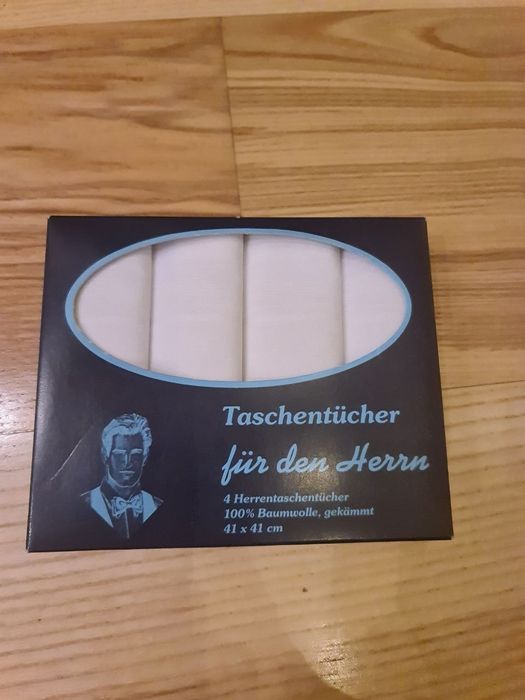 Taschentücher
für den Herrn
4 Herrentaschentücher
100% Baumwolle, gekämmt
41 x 41 cm